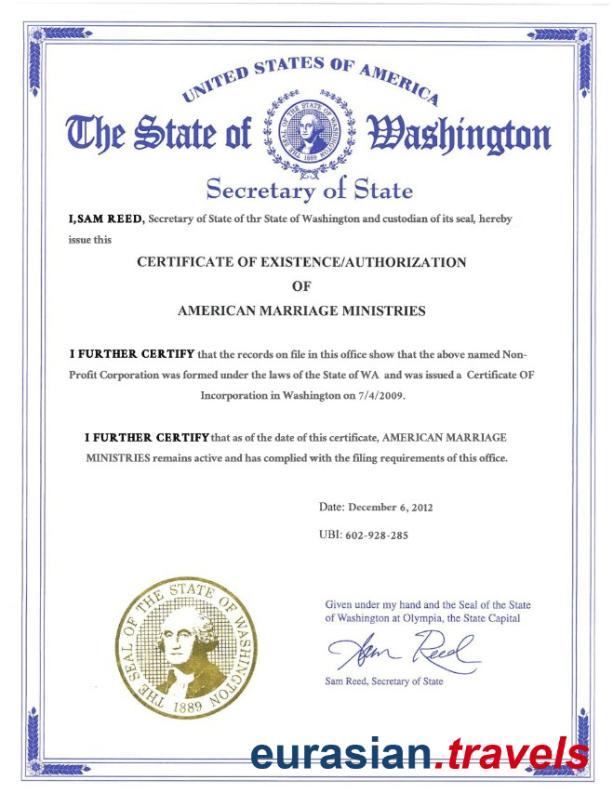 UNITED STATES OF AMERICA
The State of Washington
THE SEAL OF THE STATE OF WASHINGTON
1889
Secretary of State
I,SAM REED, Secretary of State of thr State of Washington and custodian of its seal, hereby
issue this
CERTIFICATE OF EXISTENCE/AUTHORIZATION
OF
AMERICAN MARRIAGE MINISTRIES
I FURTHER CERTIFY that the records on file in this office show that the above named Non-
Profit Corporation was formed under the laws of the State of WA and was issued a Certificate OF
Incorporation in Washington on 7/4/2009.
I FURTHER CERTIFY that as of the date of this certificate, AMERICAN MARRIAGE
MINISTRIES remains active and has complied with the filing requirements of this office.
Date: December 6, 2012
UBI: 602-928-285
THE SEAL OF THE STATE OF WASHINGTON
1889
Given under my hand and the Seal of the State
of Washington at Olympia, the State Capital
Sam Reed
Sam Reed, Secretary of State
eurasian.travels